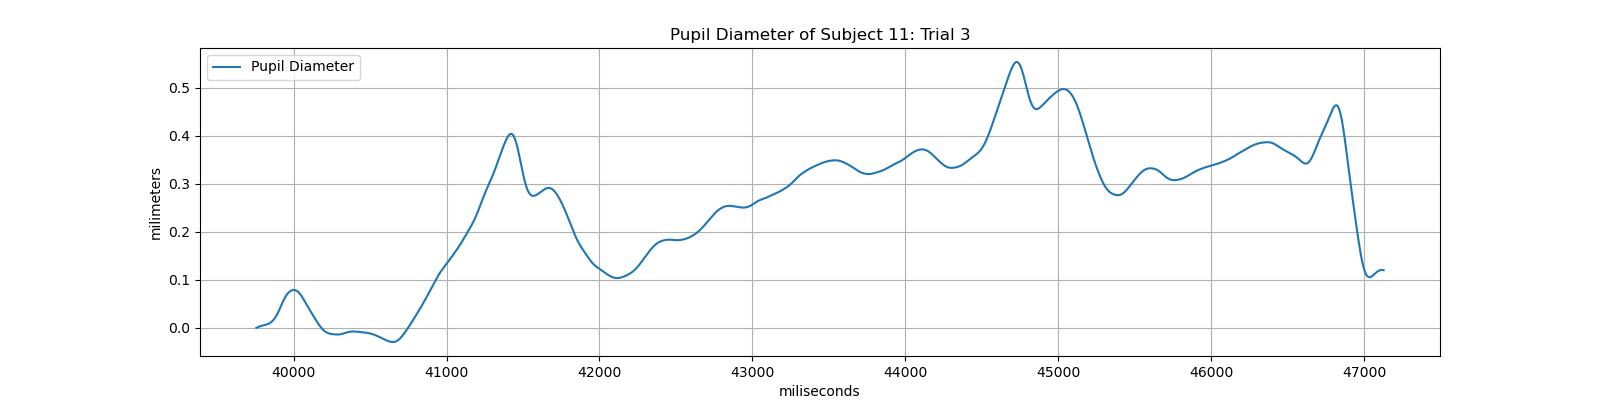 Pupil Diameter of Subject 11: Trial 3
Pupil Diameter
milimeters
0.5
0.4
0.3
0.2
0.1
0.0
40000 41000 42000 43000 44000 45000 46000 47000
miliseconds